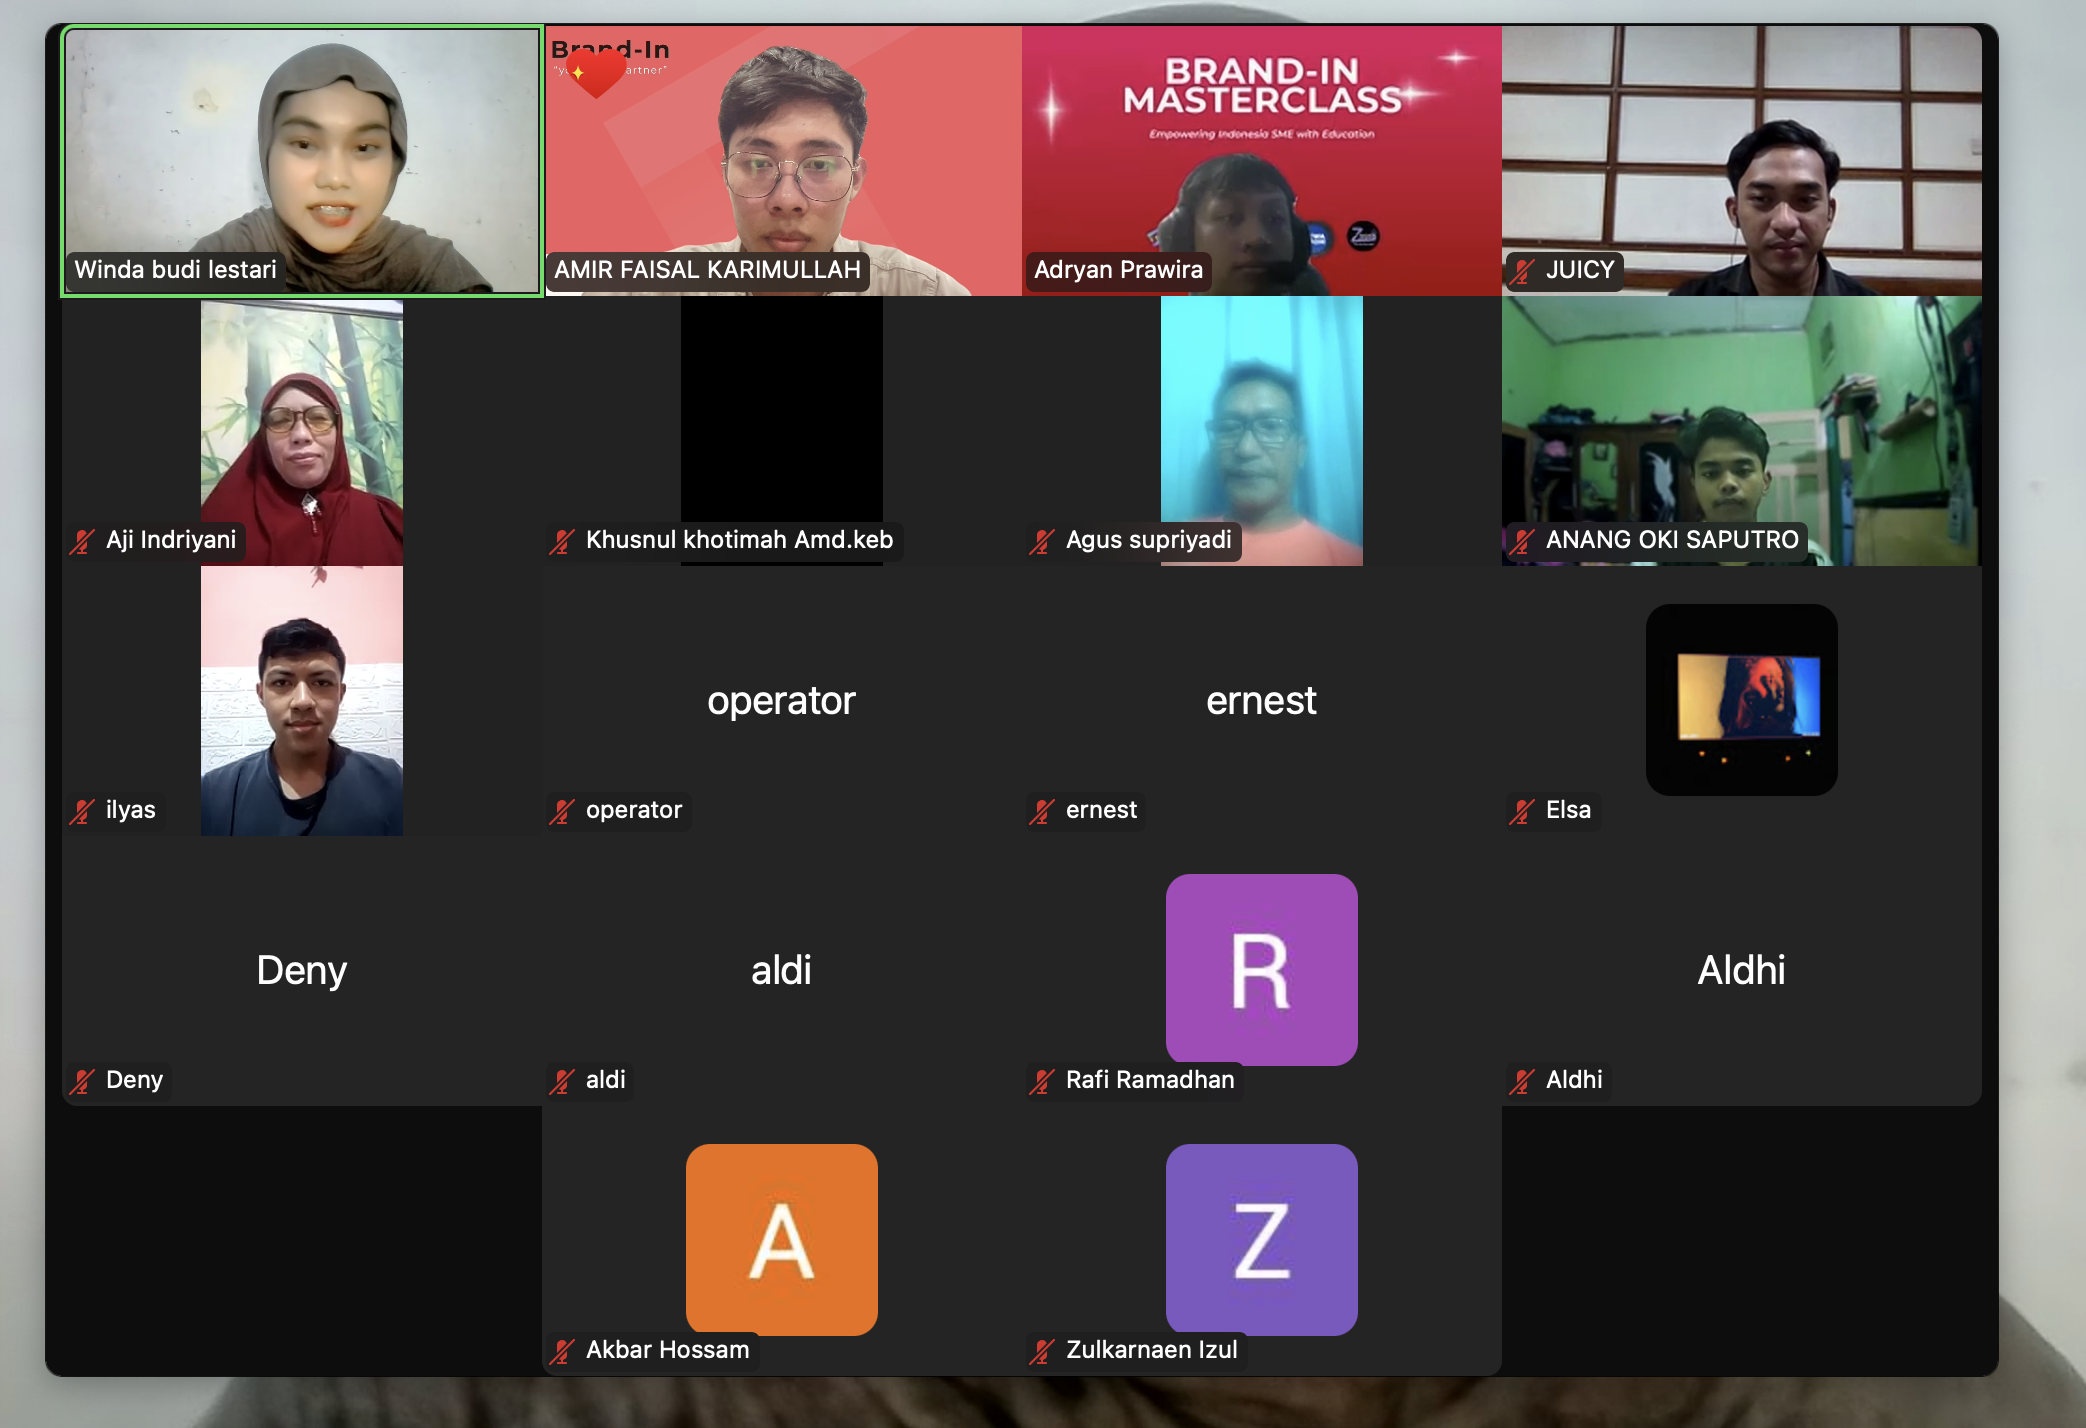 Brand-In
artner"
BRAND-IN
MASTERCLASS
Empowering Indonesia SME with Education
Winda budi lestari
AMIR FAISAL KARIMULLAH
Adryan Prawira
JUICY
Aji Indriyani
Khusnul khotimah Amd.keb
Agus supriyadi
ANANG OKI SAPUTRO
operator
ernest
ilyas
operator
ernest
Elsa
Deny
aldi
R
Aldhi
Deny
aldi
Rafi Ramadhan
Aldhi
A
Z
Akbar Hossam
Zulkarnaen Izul